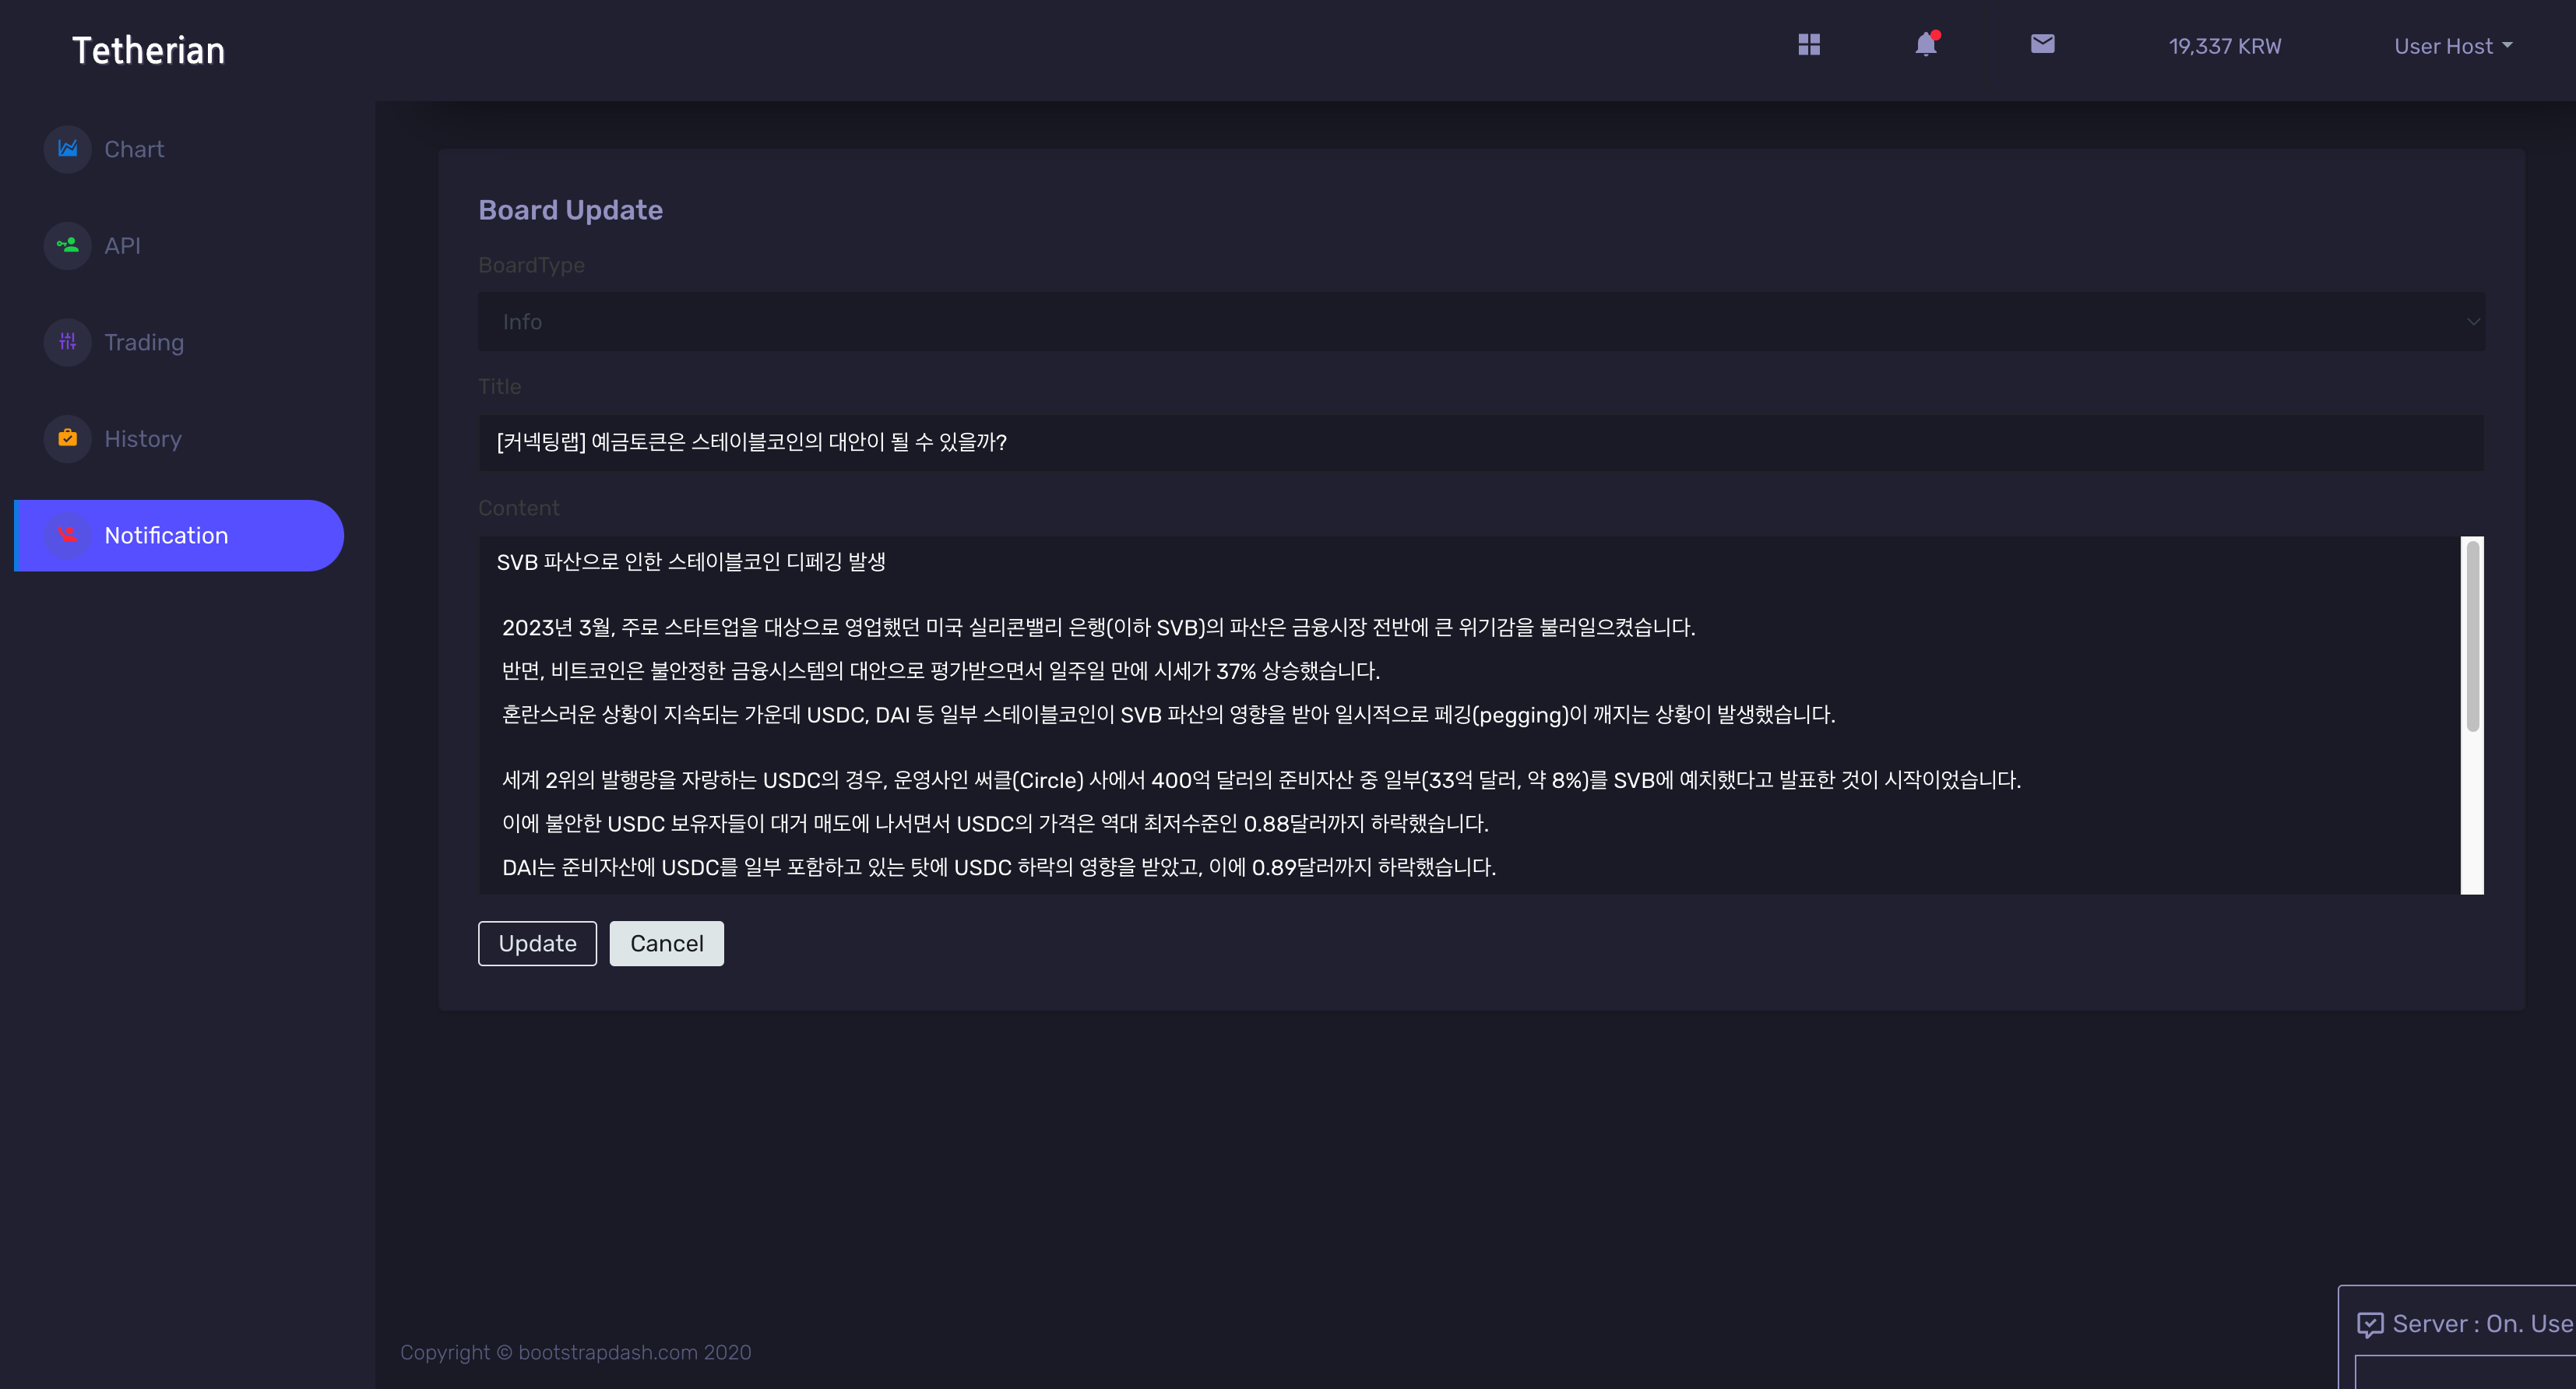 Tetherian
19,337 KRW
User Host
Chart
API
Trading
History
Notification
Board Update
BoardType
Info
Title
[커넥팅랩] 예금토큰은 스테이블코인의 대안이 될 수 있을까?
Content
SVB 파산으로 인한 스테이블코인 디페깅 발생
2023년 3월, 주로 스타트업을 대상으로 영업했던 미국 실리콘밸리 은행(이하 SVB)의 파산은 금융시장 전반에 큰 위기감을 불러일으켰습니다.
반면, 비트코인은 불안정한 금융시스템의 대안으로 평가받으면서 일주일 만에 시세가 37% 상승했습니다.
혼란스러운 상황이 지속되는 가운데 USDC, DAI 등 일부 스테이블코인이 SVB 파산의 영향을 받아 일시적으로 페깅(pegging)이 깨지는 상황이 발생했습니다.
세계 2위의 발행량을 자랑하는 USDC의 경우, 운영사인 써클(Circle) 사에서 400억 달러의 준비자산 중 일부(33억 달러, 약 8%)를 SVB에 예치했다고 발표한 것이 시작이었습니다.
이에 불안한 USDC 보유자들이 대거 매도에 나서면서 USDC의 가격은 역대 최저수준인 0.88달러까지 하락했습니다.
DAI는 준비자산에 USDC를 일부 포함하고 있는 탓에 USDC 하락의 영향을 받았고, 이에 0.89달러까지 하락했습니다.
Update
Cancel
Server : On. Use
Copyright © bootstrapdash.com 2020